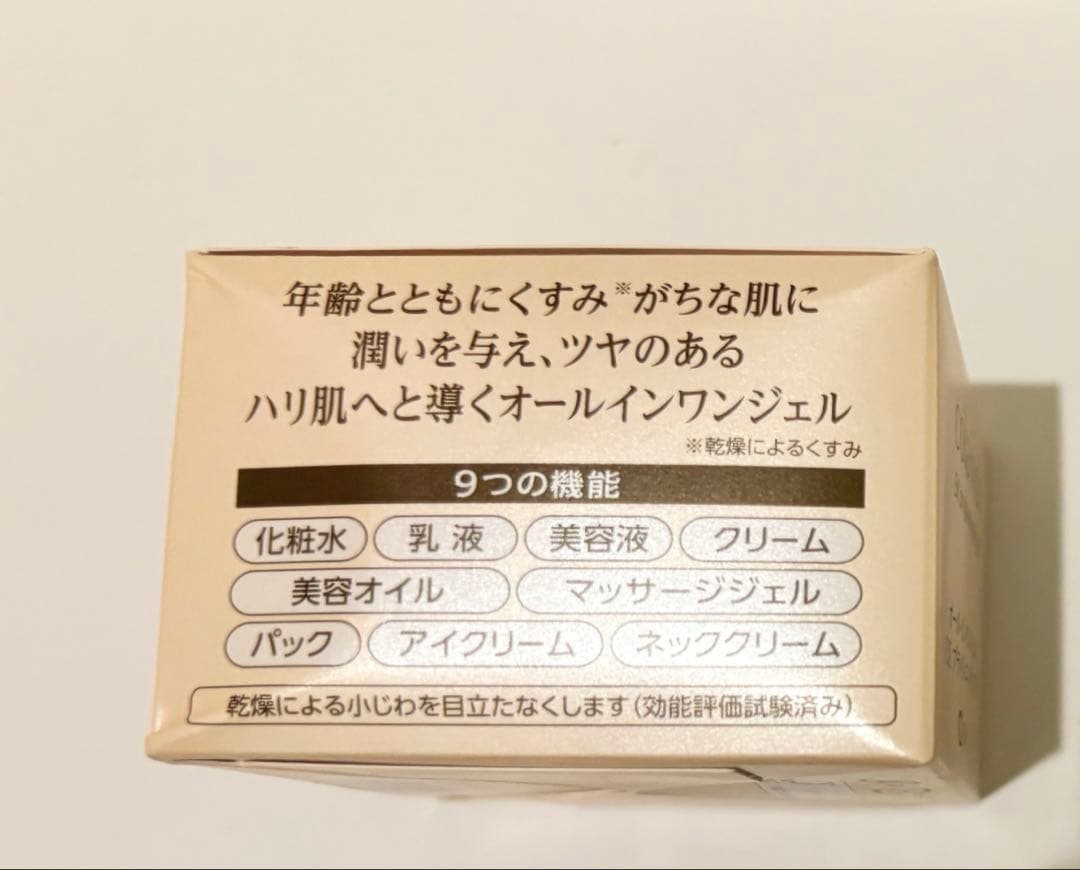 年齢とともにくすみ※がちな肌に
潤いを与え、ツヤのある
ハリ肌へと導くオールインワンジェル
※乾燥によるくすみ
9つの機能
化粧水 乳液 美容液 クリーム
美容オイル マッサージジェル
パック アイクリーム ネッククリーム
乾燥による小じわを目立たなくします(効能評価試験済み)